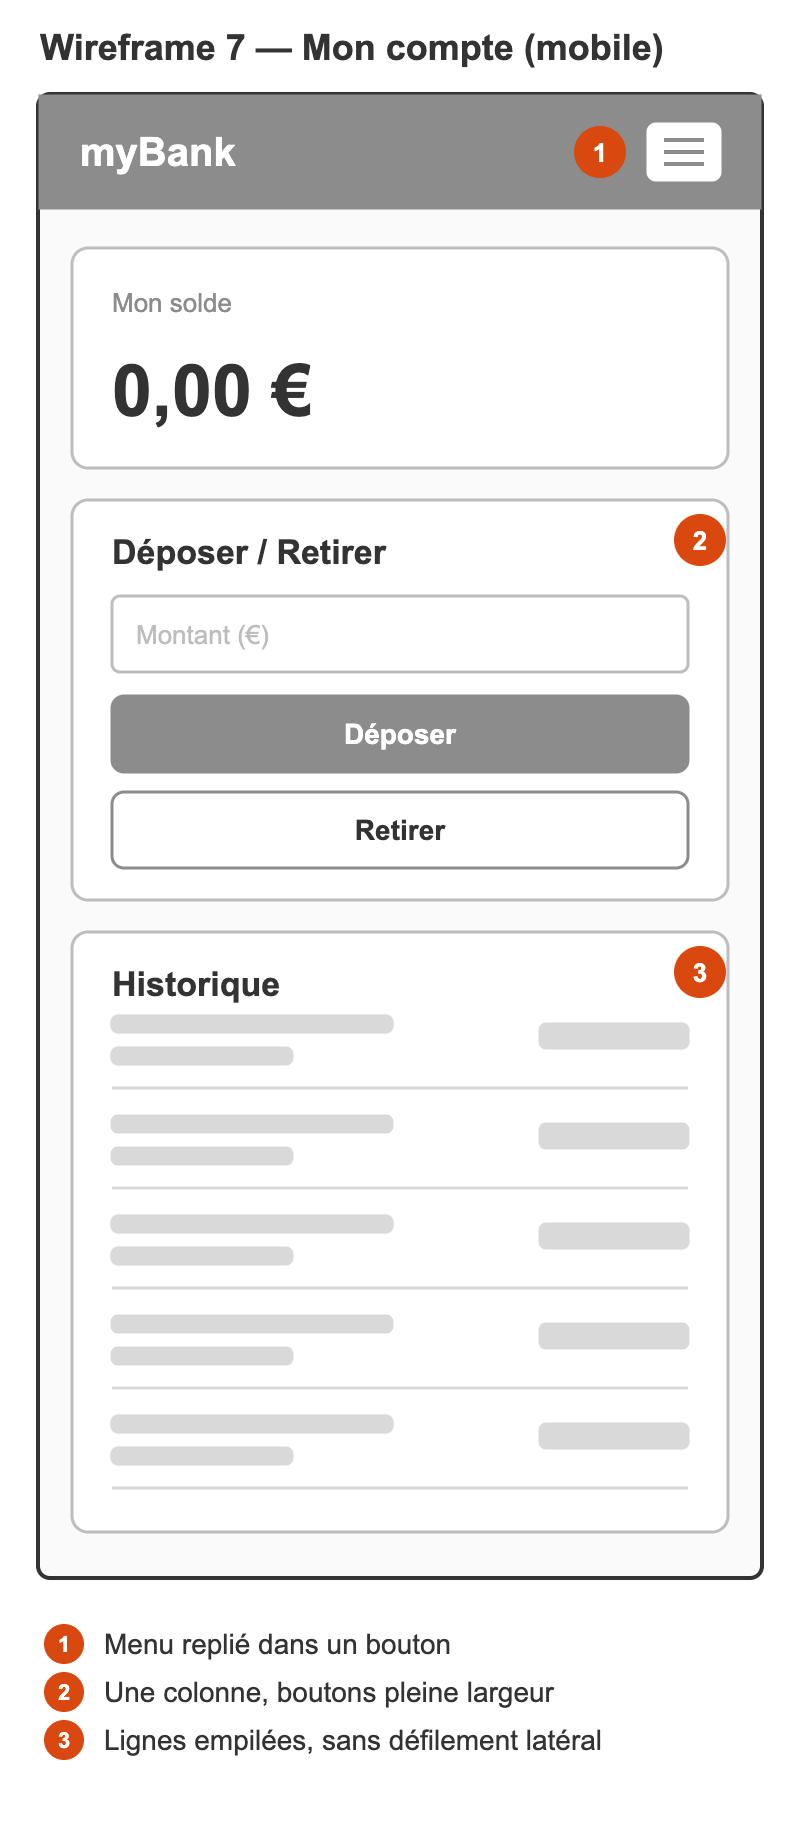 Wireframe 7 — Mon compte (mobile)
myBank
1
Mon solde
0,00 €
Déposer / Retirer
2
Montant (€)
Déposer
Retirer
Historique
3
1 Menu replié dans un bouton
2 Une colonne, boutons pleine largeur
3 Lignes empilées, sans défilement latéral